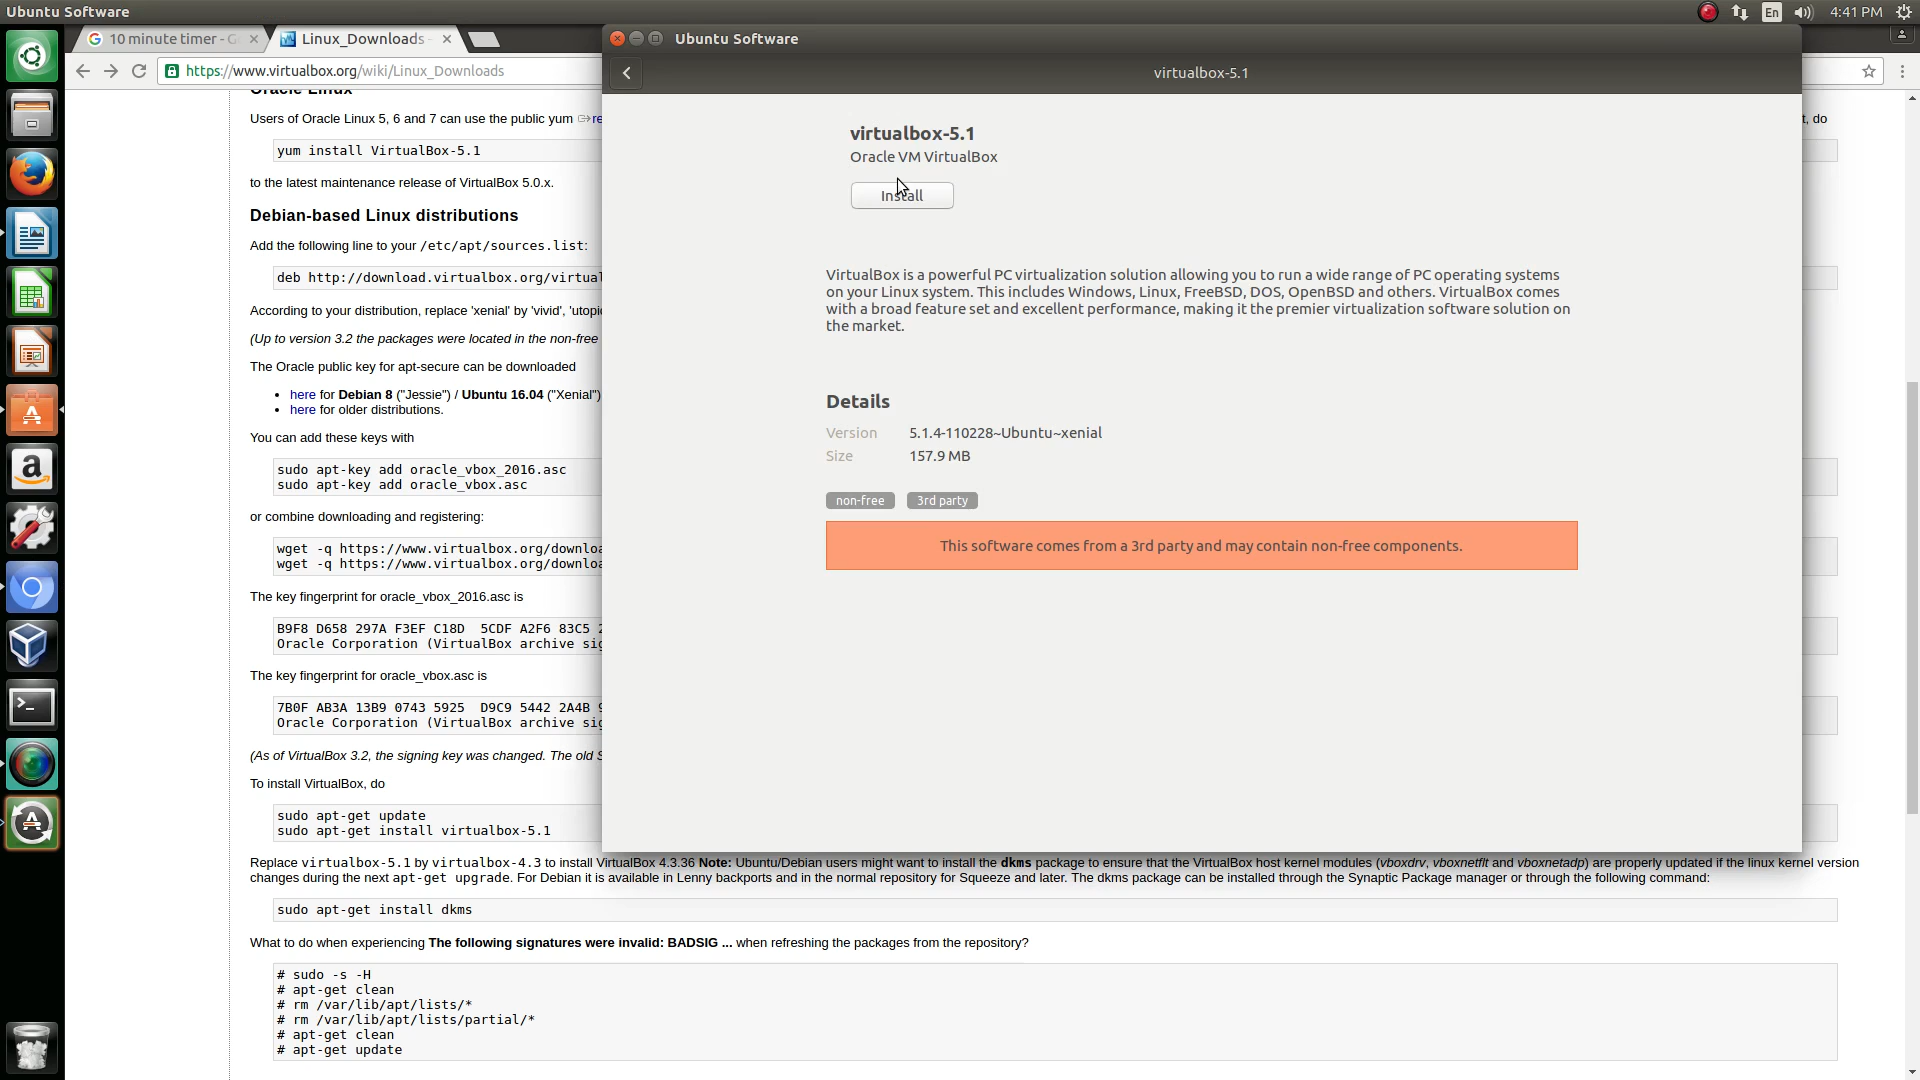 Ubuntu Software
En
4:41 PM
10 minute timer - G
Linux_Downloads -
https://www.virtualbox.org/wiki/Linux_Downloads
Ubuntu Software
virtualbox-5.1
Oracle Linux
Users of Oracle Linux 5, 6 and 7 can use the public yum re
t, do
yum install VirtualBox-5.1
to the latest maintenance release of VirtualBox 5.0.x.
Debian-based Linux distributions
Add the following line to your /etc/apt/sources.list:
deb http://download.virtualbox.org/virtual
According to your distribution, replace 'xenial' by 'vivid', 'utopi
(Up to version 3.2 the packages were located in the non-free
The Oracle public key for apt-secure can be downloaded
• here for Debian 8 ("Jessie") / Ubuntu 16.04 ("Xenial")
• here for older distributions.
You can add these keys with
sudo apt-key add oracle_vbox_2016.asc
sudo apt-key add oracle_vbox.asc
or combine downloading and registering:
wget -q https://www.virtualbox.org/downloa
wget -q https://www.virtualbox.org/downloa
The key fingerprint for oracle_vbox_2016.asc is
B9F8 D658 297A F3EF C18D  5CDF A2F6 83C5 2
Oracle Corporation (VirtualBox archive sig
The key fingerprint for oracle_vbox.asc is
7B0F AB3A 13B9 0743 5925  D9C9 5442 2A4B 9
Oracle Corporation (VirtualBox archive sig
(As of VirtualBox 3.2, the signing key was changed. The old S
To install VirtualBox, do
sudo apt-get update
sudo apt-get install virtualbox-5.1
virtualbox-5.1
Oracle VM VirtualBox
Install
VirtualBox is a powerful PC virtualization solution allowing you to run a wide range of PC operating systems
on your Linux system. This includes Windows, Linux, FreeBSD, DOS, OpenBSD and others. VirtualBox comes
with a broad feature set and excellent performance, making it the premier virtualization software solution on
the market.
Details
Version 5.1.4-110228~Ubuntu~xenial
Size 157.9 MB
non-free 3rd party
This software comes from a 3rd party and may contain non-free components.
Replace virtualbox-5.1 by virtualbox-4.3 to install VirtualBox 4.3.36 Note: Ubuntu/Debian users might want to install the dkms package to ensure that the VirtualBox host kernel modules (vboxdrv, vboxnetflt and vboxnetadp) are properly updated if the linux kernel version
changes during the next apt-get upgrade. For Debian it is available in Lenny backports and in the normal repository for Squeeze and later. The dkms package can be installed through the Synaptic Package manager or through the following command:
sudo apt-get install dkms
What to do when experiencing The following signatures were invalid: BADSIG ... when refreshing the packages from the repository?
# sudo -s -H
# apt-get clean
# rm /var/lib/apt/lists/*
# rm /var/lib/apt/lists/partial/*
# apt-get clean
# apt-get update